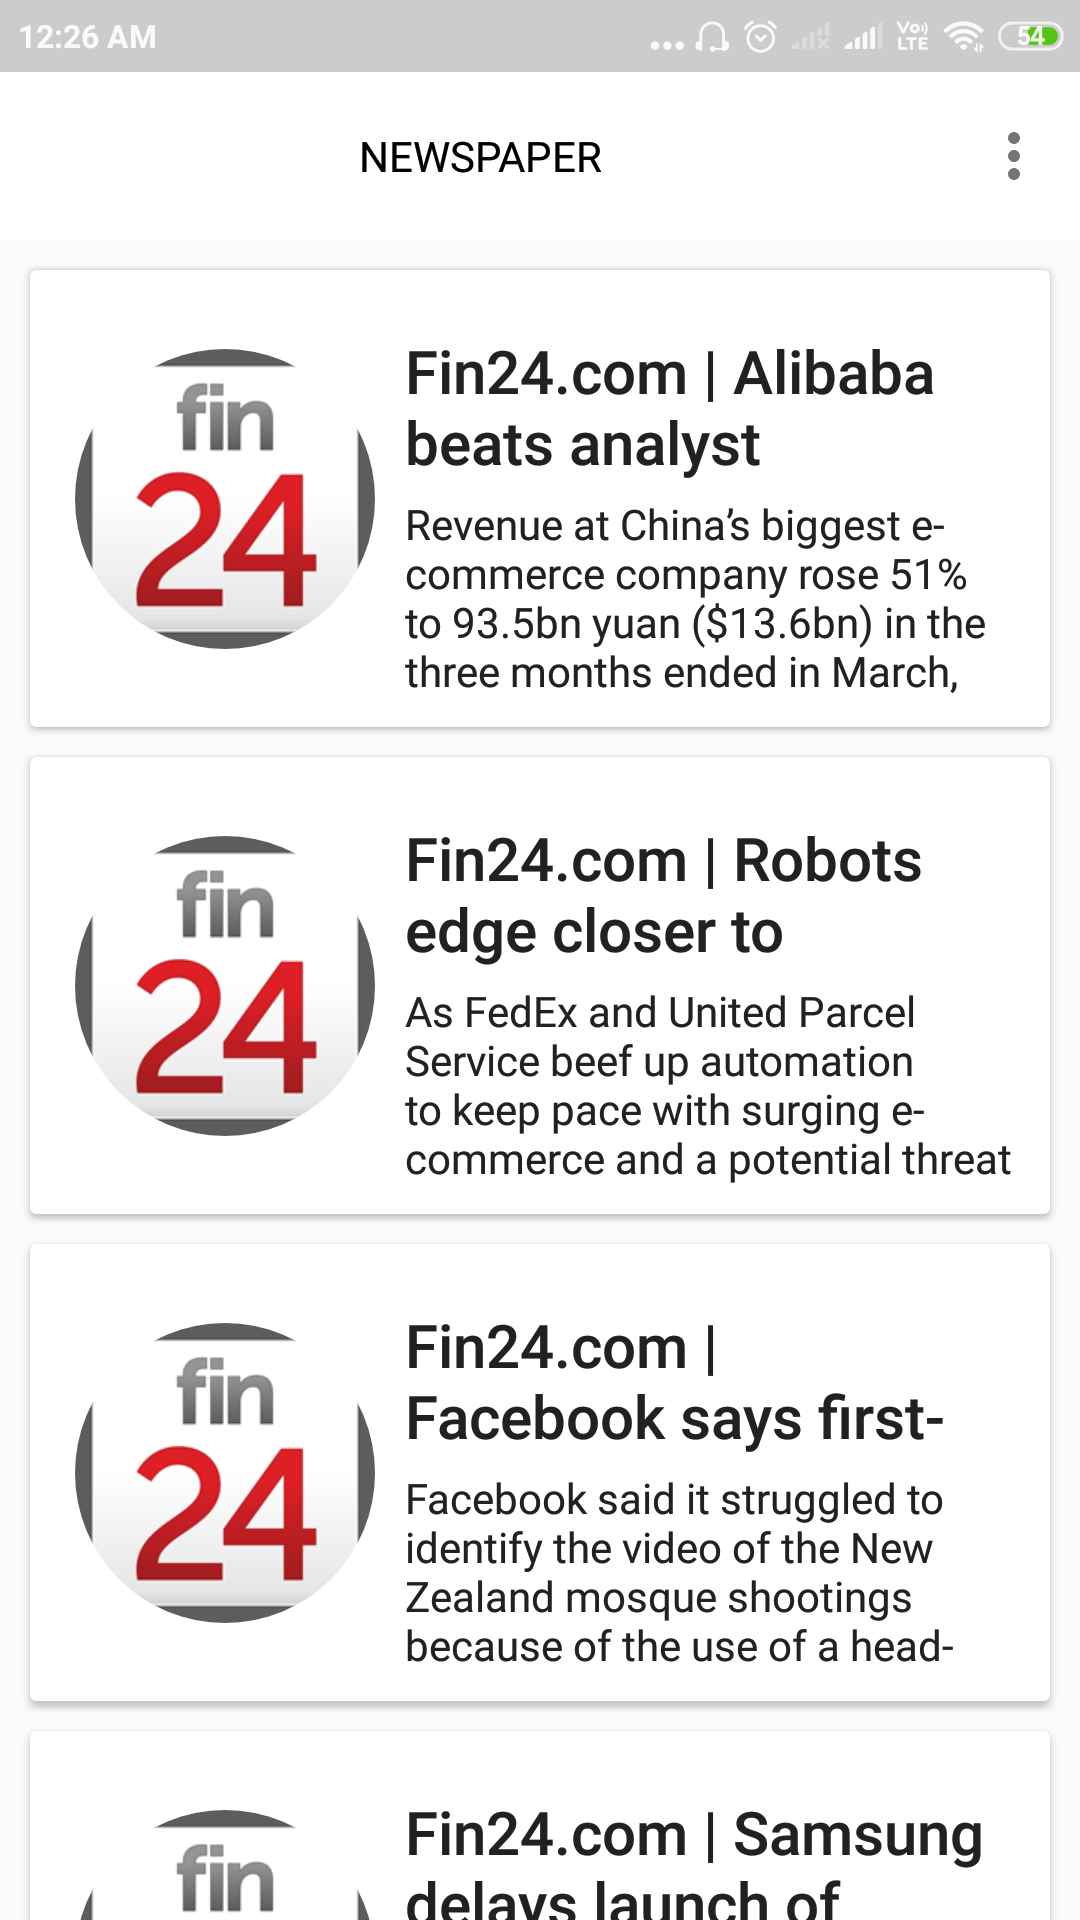 12:26 AM
VoLTE
54
NEWSPAPER
fin
24
Fin24.com | Alibaba
beats analyst
Revenue at China’s biggest e-
commerce company rose 51%
to 93.5bn yuan ($13.6bn) in the
three months ended in March,
fin
24
Fin24.com | Robots
edge closer to
As FedEx and United Parcel
Service beef up automation
to keep pace with surging e-
commerce and a potential threat
fin
24
Fin24.com |
Facebook says first-
Facebook said it struggled to
identify the video of the New
Zealand mosque shootings
because of the use of a head-
fin
Fin24.com | Samsung
delays launch of